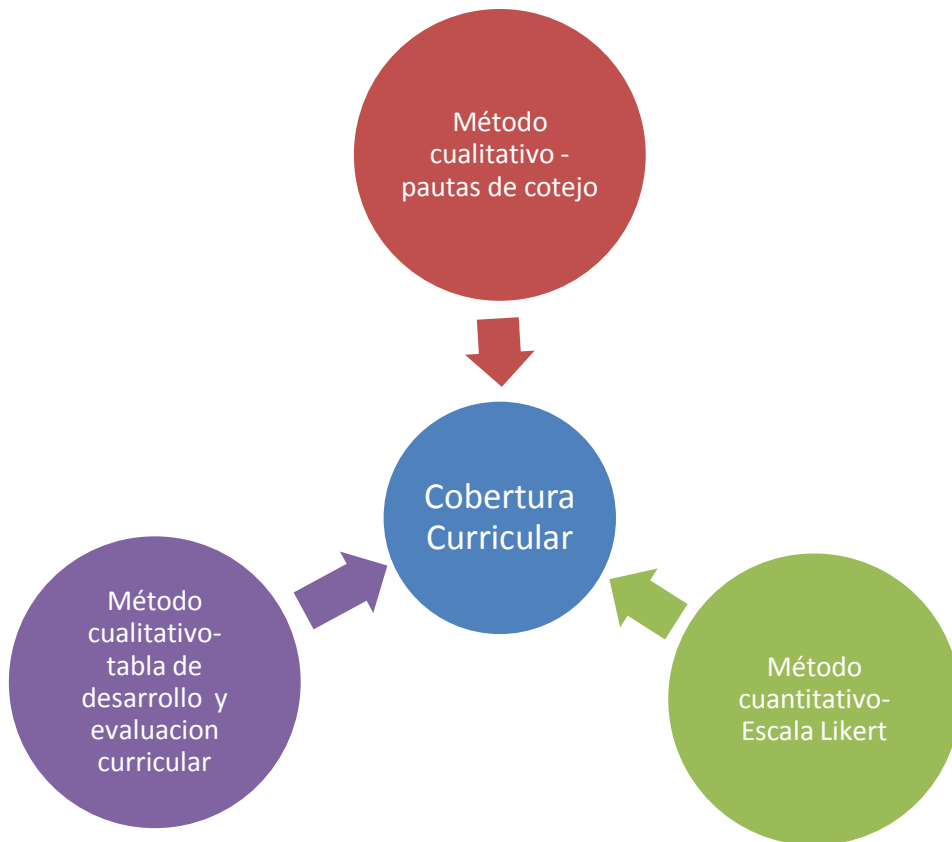 Método
cualitativo -
pautas de cotejo
Cobertura
Curricular
Método
cualitativo-
tabla de
desarrollo y
evaluacion
curricular
Método
cuantitativo-
Escala Likert